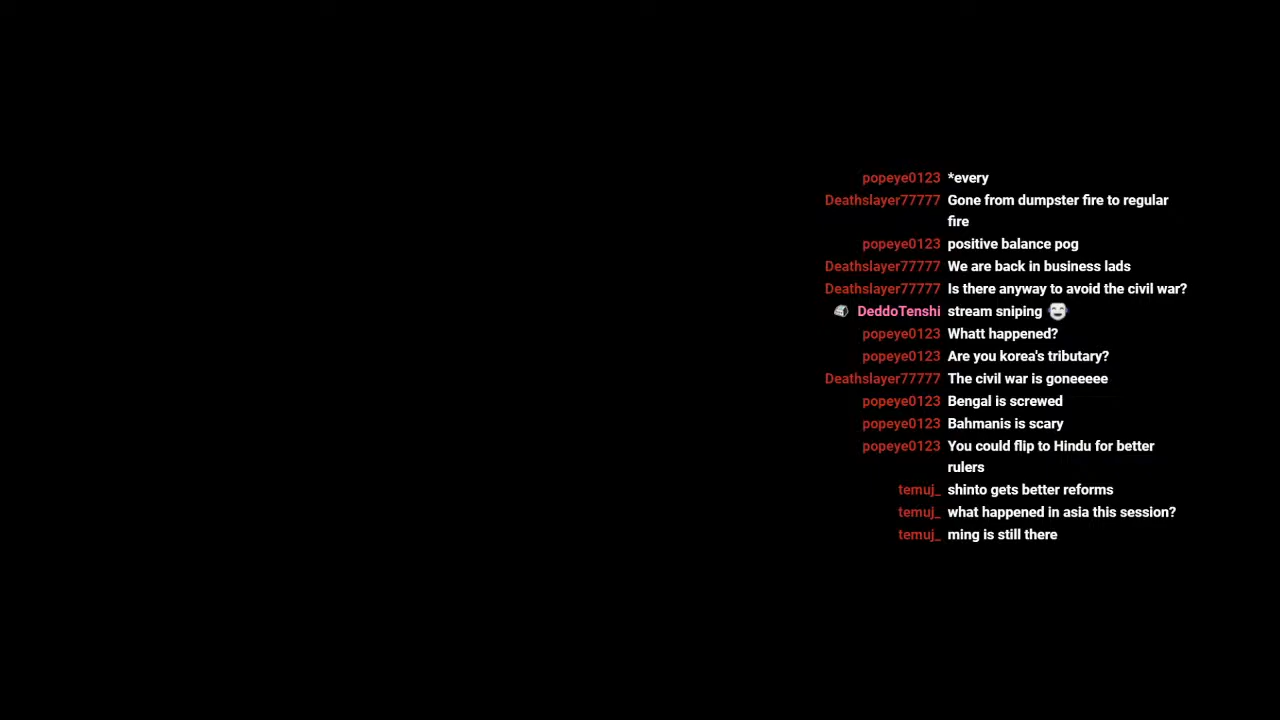 popeye0123 *every
Deathslayer77777 Gone from dumpster fire to regular
fire
popeye0123 positive balance pog
Deathslayer77777 We are back in business lads
Deathslayer77777 Is there anyway to avoid the civil war?
DeddoTenshi stream sniping
popeye0123 Whatt happened?
popeye0123 Are you korea's tributary?
Deathslayer77777 The civil war is goneeeee
popeye0123 Bengal is screwed
popeye0123 Bahmanis is scary
popeye0123 You could flip to Hindu for better
rulers
temuj_ shinto gets better reforms
temuj_ what happened in asia this session?
temuj_ ming is still there